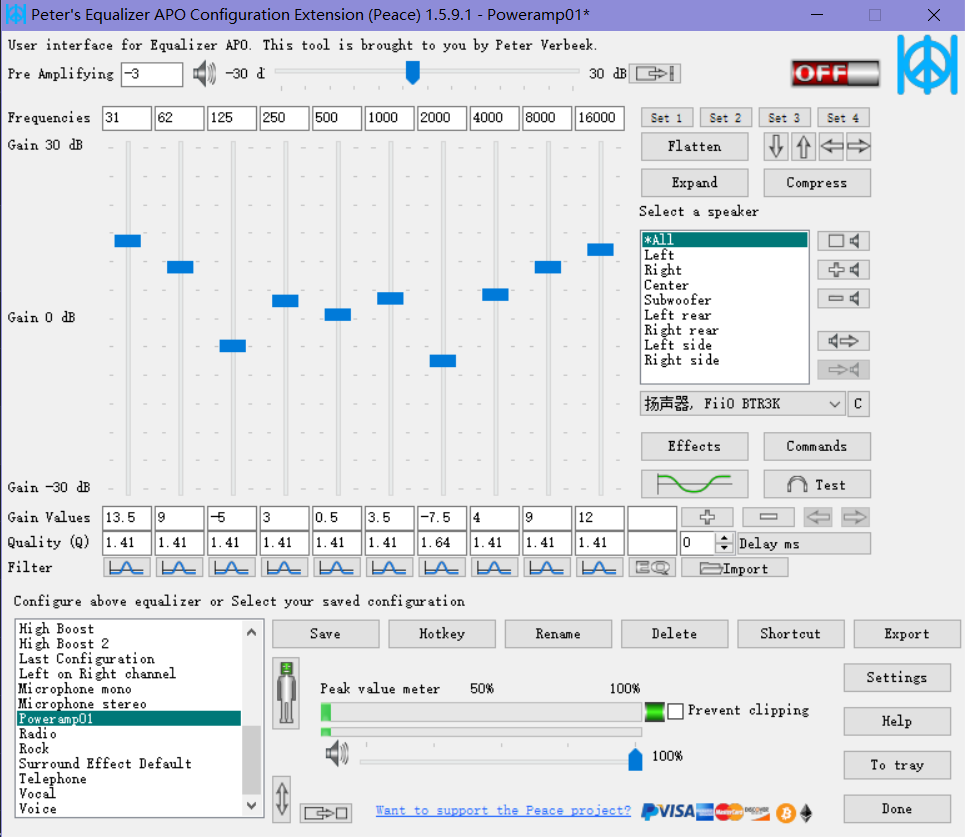 Peter's Equalizer APO Configuration Extension (Peace) 1.5.9.1 - Poweramp01*
User interface for Equalizer APO. This tool is brought to you by Peter Verbeek.
Pre Amplifying -3 -30 d 30 dB OFF
Frequencies 31 62 125 250 500 1000 2000 4000 8000 16000 Set 1 Set 2 Set 3 Set 4
Gain 30 dB
Flatten
Expand Compress
Select a speaker
*All
Left
Right
Center
Subwoofer
Left rear
Right rear
Left side
Right side
Gain 0 dB
扬声器, FiiO BTR3K C
Effects Commands
Test
Gain -30 dB
Gain Values 13.5 9 -5 3 0.5 3.5 -7.5 4 9 12
Quality (Q) 1.41 1.41 1.41 1.41 1.41 1.41 1.64 1.41 1.41 1.41 0 Delay ms
Filter EQ Import
Configure above equalizer or Select your saved configuration
High Boost
High Boost 2
Last Configuration
Left on Right channel
Microphone mono
Microphone stereo
Poweramp01
Radio
Rock
Surround Effect Default
Telephone
Vocal
Voice
Save Hotkey Rename Delete Shortcut Export
Settings
Peak value meter 50% 100%
Prevent clipping
Help
100%
To tray
Want to support the Peace project? PayPal VISA
Done